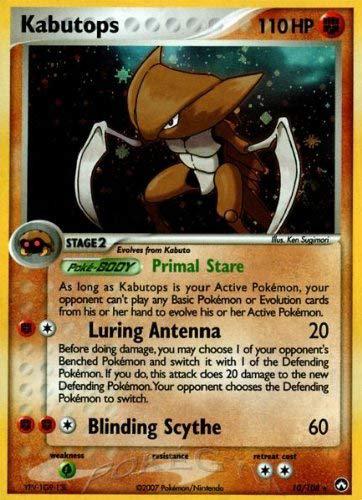 Kabutops 110 HP
Illus. Ken Sugimori
STAGE 2 Evolves from Kabuto
Poké-BODY Primal Stare
As long as Kabutops is your Active Pokémon, your
opponent can't play any Basic Pokémon or Evolution cards
from his or her hand to evolve his or her Active Pokémon.
Luring Antenna 20
Before doing damage, you may choose 1 of your opponent's
Benched Pokémon and switch it with 1 of the Defending
Pokémon. If you do, this attack does 20 damage to the new
Defending Pokémon. Your opponent chooses the Defending
Pokémon to switch.
Blinding Scythe 60
weakness resistance retreat cost
©2007 Pokémon/Nintendo 10/108